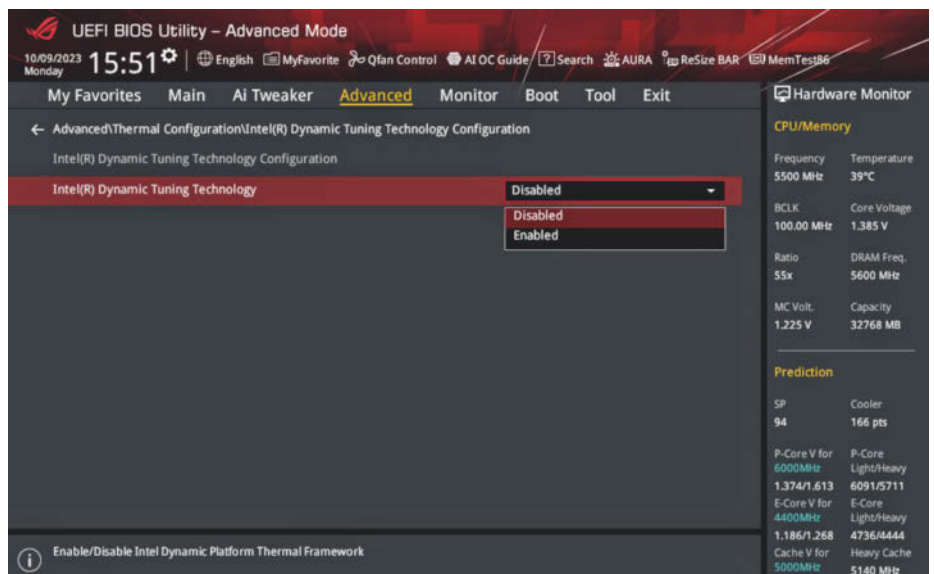 UEFI BIOS Utility – Advanced Mode
10/09/2023 Monday 15:51 English MyFavorite Qfan Control AI OC Guide Search AURA ReSize BAR MemTest86
My Favorites Main Ai Tweaker Advanced Monitor Boot Tool Exit
← Advanced\Thermal Configuration\Intel(R) Dynamic Tuning Technology Configuration
Intel(R) Dynamic Tuning Technology Configuration
Intel(R) Dynamic Tuning Technology Disabled
Disabled
Enabled
Enable/Disable Intel Dynamic Platform Thermal Framework
Hardware Monitor
CPU/Memory
Frequency Temperature
5500 MHz 39°C
BCLK Core Voltage
100.00 MHz 1.385 V
Ratio DRAM Freq.
55x 5600 MHz
MC Volt. Capacity
1.225 V 32768 MB
Prediction
SP Cooler
94 166 pts
P-Core V for P-Core
6000MHz Light/Heavy
1.374/1.613 6091/5711
E-Core V for E-Core
4400MHz Light/Heavy
1.186/1.268 4736/4444
Cache V for Heavy Cache
5000MHz 5140 MHz